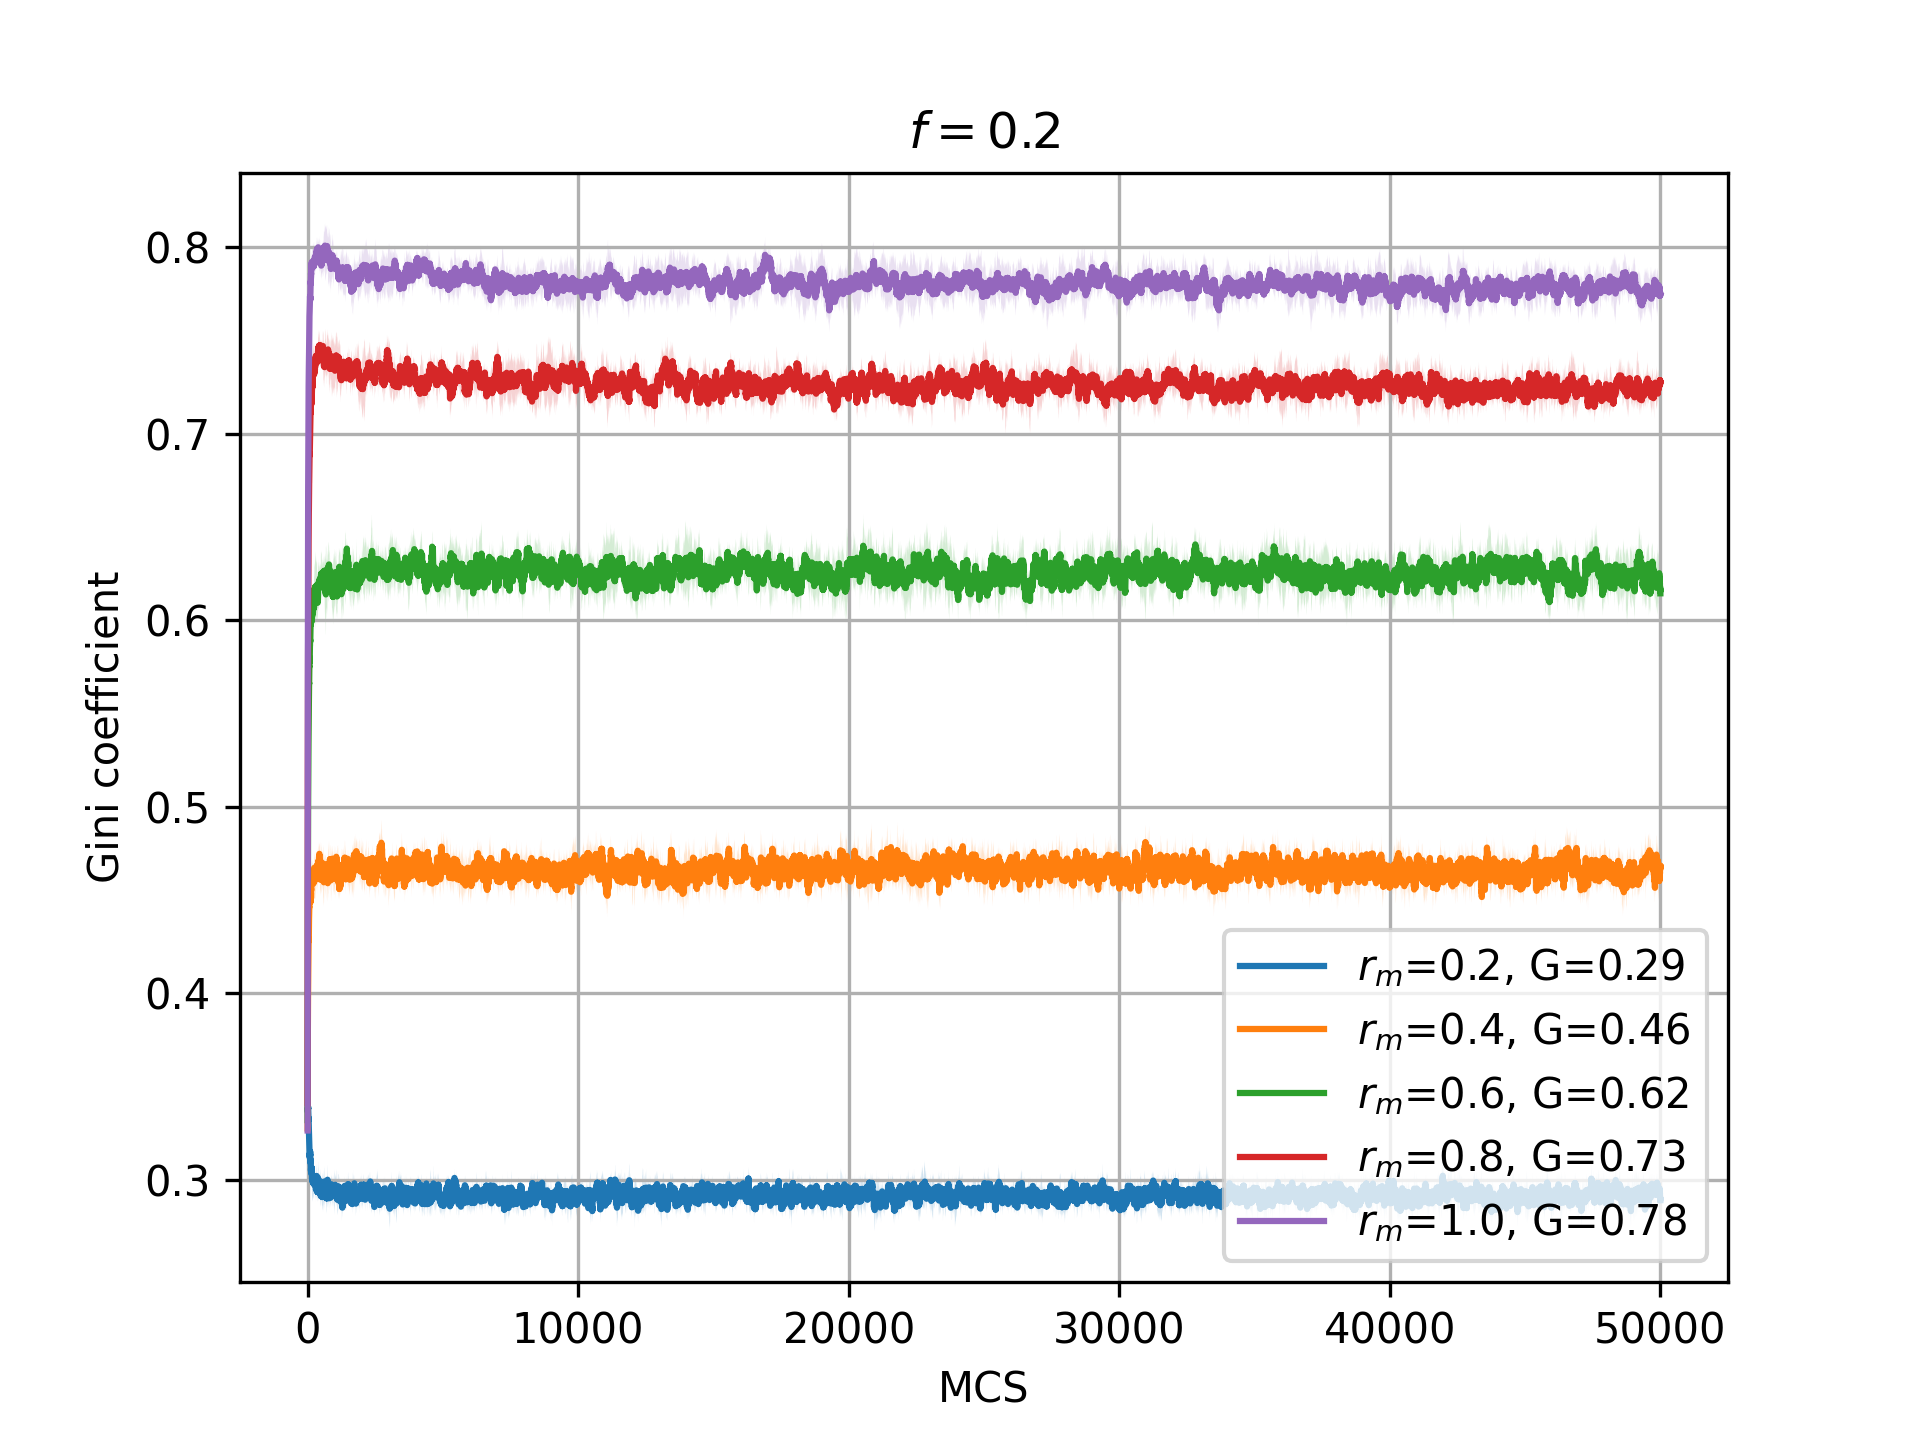 f = 0.2
Gini coefficient
0.8
0.7
0.6
0.5
0.4
0.3
r_m=0.2, G=0.29
r_m=0.4, G=0.46
r_m=0.6, G=0.62
r_m=0.8, G=0.73
r_m=1.0, G=0.78
0 10000 20000 30000 40000 50000
MCS